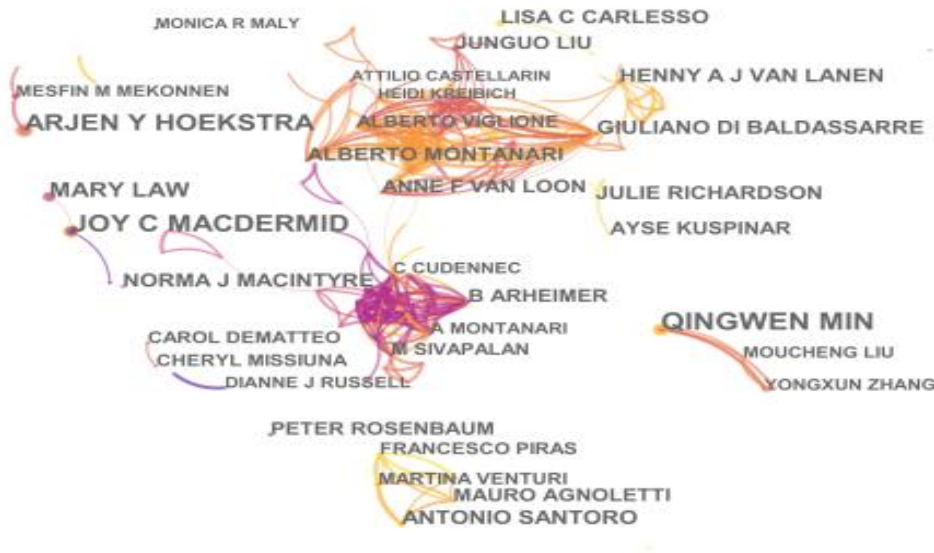 LISA C CARLESSO
MONICA R MALY
JUNGUO LIU
ATTILIO CASTELLARIN
HENNY A J VAN LANEN
MESFIN M MEKONNEN
HEIDI KREIBICH
ARJEN Y HOEKSTRA
ALBERTO VIGLIONE
GIULIANO DI BALDASSARRE
ALBERTO MONTANARI
MARY LAW
ANNE F VAN LOON
JULIE RICHARDSON
JOY C MACDERMID
AYSE KUSPINAR
C CUDENNEC
NORMA J MACINTYRE
B ARHEIMER
QINGWEN MIN
A MONTANARI
CAROL DEMATTEO
M SIVAPALAN
MOUCHENG LIU
CHERYL MISSIUNA
DIANNE J RUSSELL
YONGXUN ZHANG
PETER ROSENBAUM
FRANCESCO PIRAS
MARTINA VENTURI
MAURO AGNOLETTI
ANTONIO SANTORO